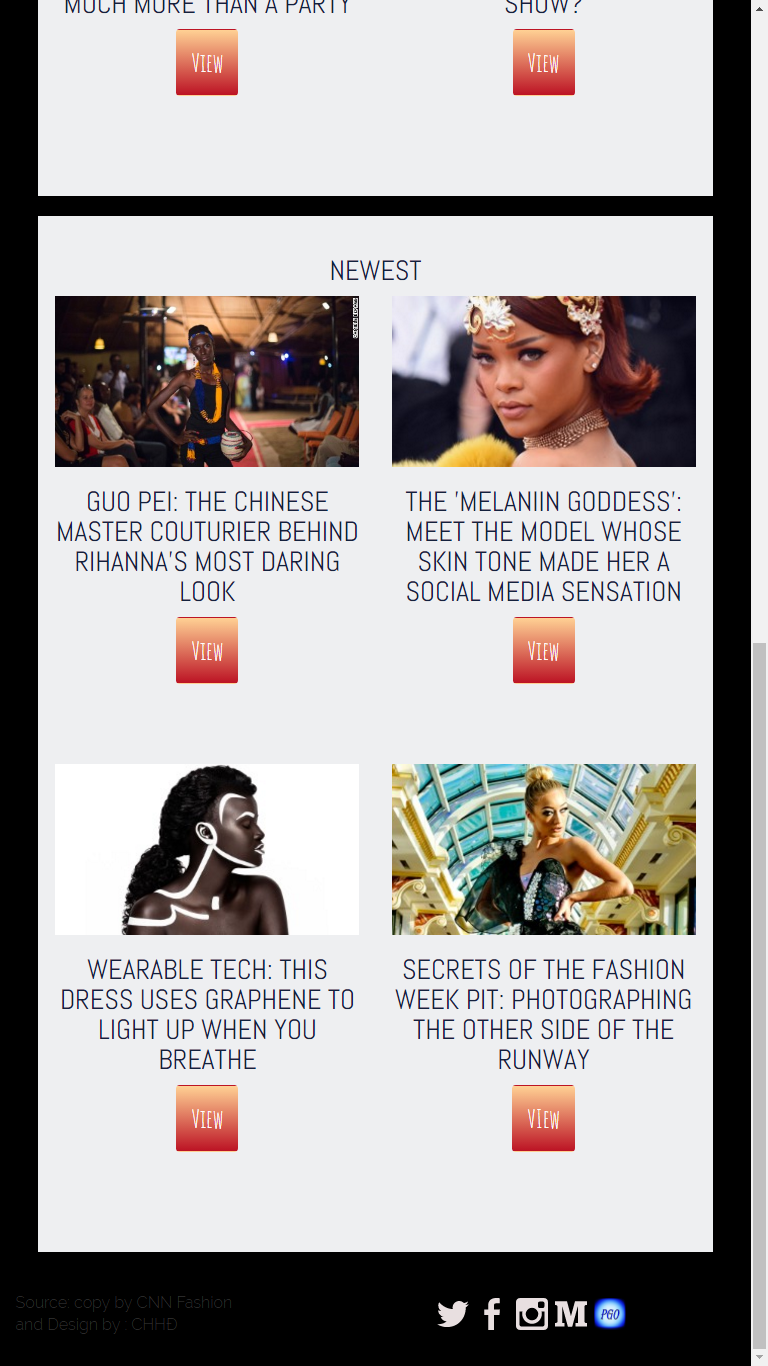 MUCH MORE THAN A PARTY
SHOW?
View
View
NEWEST
GUO PEI: THE CHINESE
MASTER COUTURIER BEHIND
RIHANNA'S MOST DARING
LOOK
THE 'MELANIIN GODDESS':
MEET THE MODEL WHOSE
SKIN TONE MADE HER A
SOCIAL MEDIA SENSATION
View
View
WEARABLE TECH: THIS
DRESS USES GRAPHENE TO
LIGHT UP WHEN YOU
BREATHE
SECRETS OF THE FASHION
WEEK PIT: PHOTOGRAPHING
THE OTHER SIDE OF THE
RUNWAY
View
View
Source: copy by CNN Fashion
and Design by : CHHĐ
M
PGO